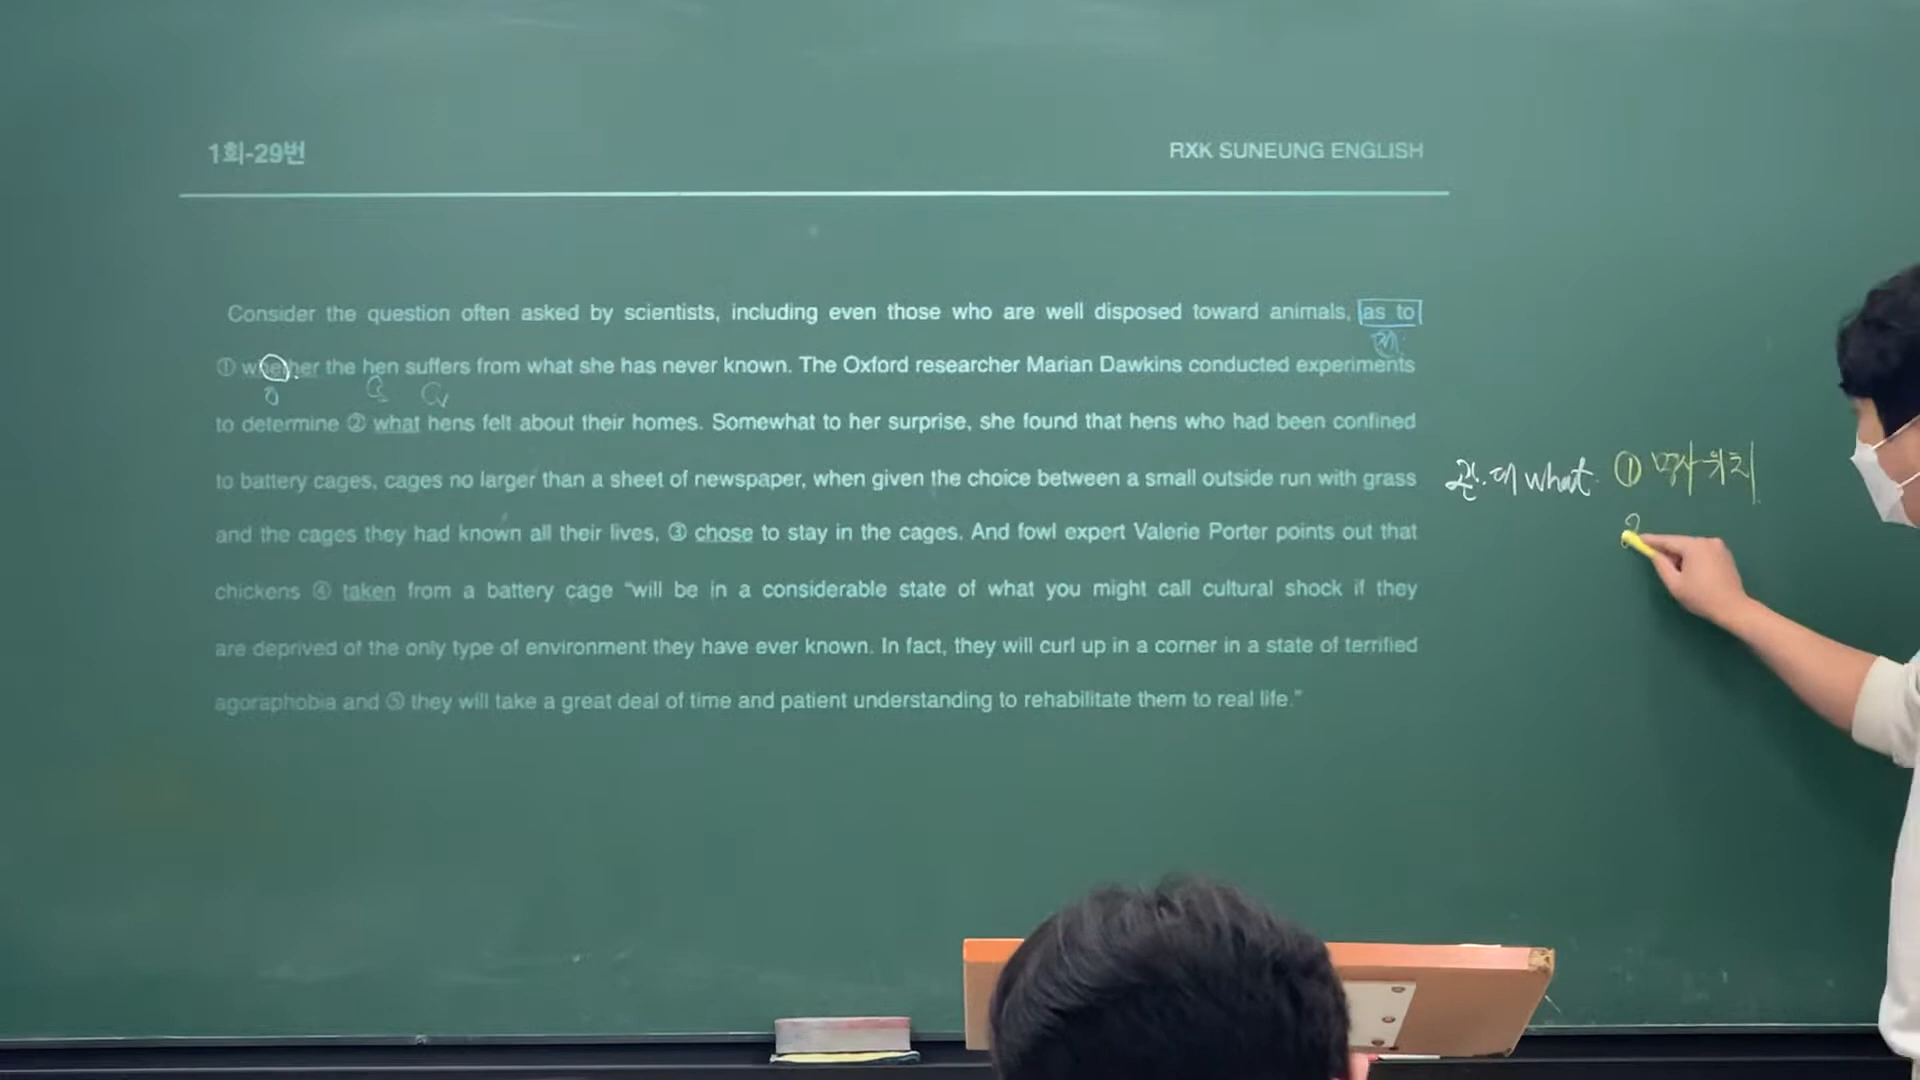 1회-29번
RXK SUNEUNG ENGLISH
Consider the question often asked by scientists, including even those who are well disposed toward animals, as to
① whether the hen suffers from what she has never known. The Oxford researcher Marian Dawkins conducted experiments
to determine ② what hens felt about their homes. Somewhat to her surprise, she found that hens who had been confined
to battery cages, cages no larger than a sheet of newspaper, when given the choice between a small outside run with grass
and the cages they had known all their lives, ③ chose to stay in the cages. And fowl expert Valerie Porter points out that
chickens ④ taken from a battery cage “will be in a considerable state of what you might call cultural shock if they
are deprived of the only type of environment they have ever known. In fact, they will curl up in a corner in a state of terrified
agoraphobia and ⑤ they will take a great deal of time and patient understanding to rehabilitate them to real life.”
관.대 what ① 명사 위치